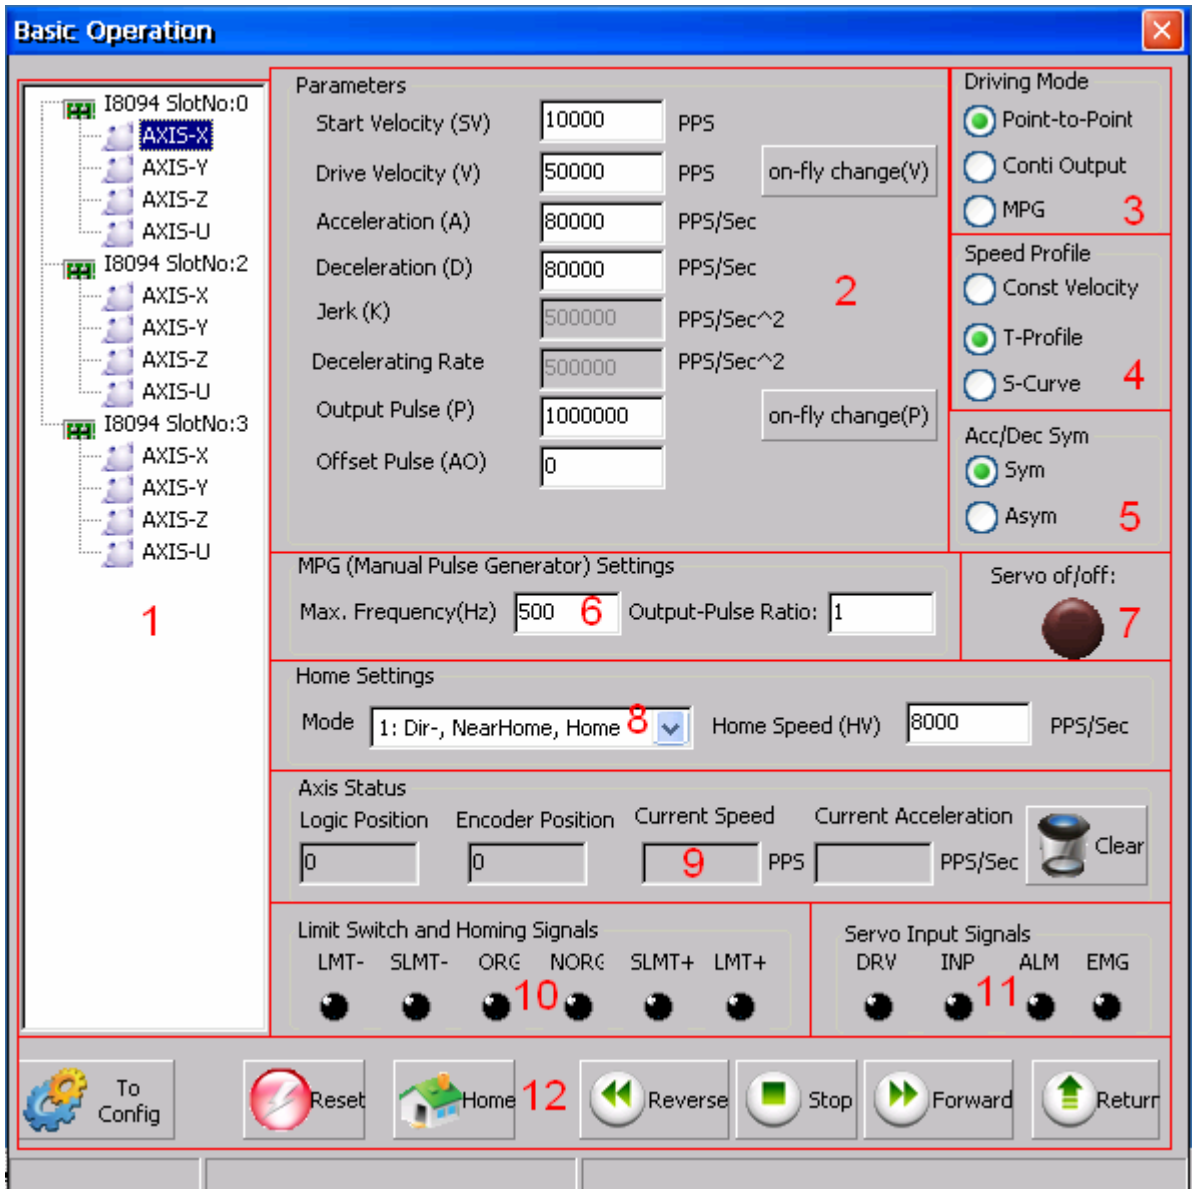 Basic Operation
I8094 SlotNo:0
AXIS-X
AXIS-Y
AXIS-Z
AXIS-U
I8094 SlotNo:2
AXIS-X
AXIS-Y
AXIS-Z
AXIS-U
I8094 SlotNo:3
AXIS-X
AXIS-Y
AXIS-Z
AXIS-U
1
Parameters
Start Velocity (SV) 10000 PPS
Drive Velocity (V) 50000 PPS on-fly change(V)
Acceleration (A) 80000 PPS/Sec
Deceleration (D) 80000 PPS/Sec
2
Jerk (K) 500000 PPS/Sec^2
Decelerating Rate 500000 PPS/Sec^2
Output Pulse (P) 1000000 on-fly change(P)
Offset Pulse (AO) 0
Driving Mode
Point-to-Point
Conti Output
MPG 3
Speed Profile
Const Velocity
T-Profile
S-Curve 4
Acc/Dec Sym
Sym
Asym 5
MPG (Manual Pulse Generator) Settings
Max. Frequency(Hz) 500 6 Output-Pulse Ratio: 1
Servo of/off:
7
Home Settings
Mode 1: Dir-, NearHome, Home 8 Home Speed (HV) 8000 PPS/Sec
Axis Status
Logic Position Encoder Position Current Speed Current Acceleration
0 0 9 PPS PPS/Sec Clear
Limit Switch and Homing Signals
LMT- SLMT- ORG NORG SLMT+ LMT+
10
Servo Input Signals
DRV INP ALM EMG
11
To Config Reset Home 12 Reverse Stop Forward Return